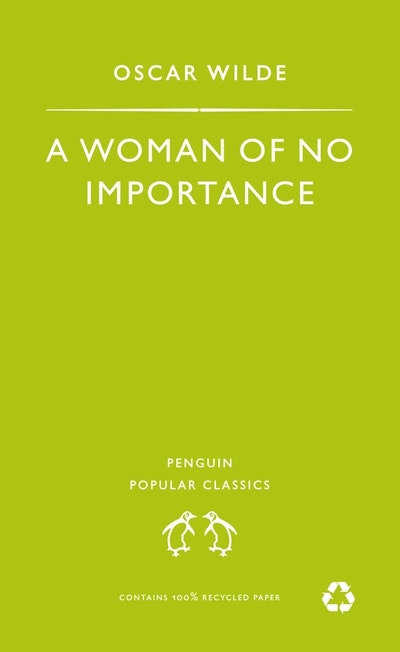 OSCAR WILDE
A WOMAN OF NO
IMPORTANCE
PENGUIN
POPULAR CLASSICS
CONTAINS 100% RECYCLED PAPER